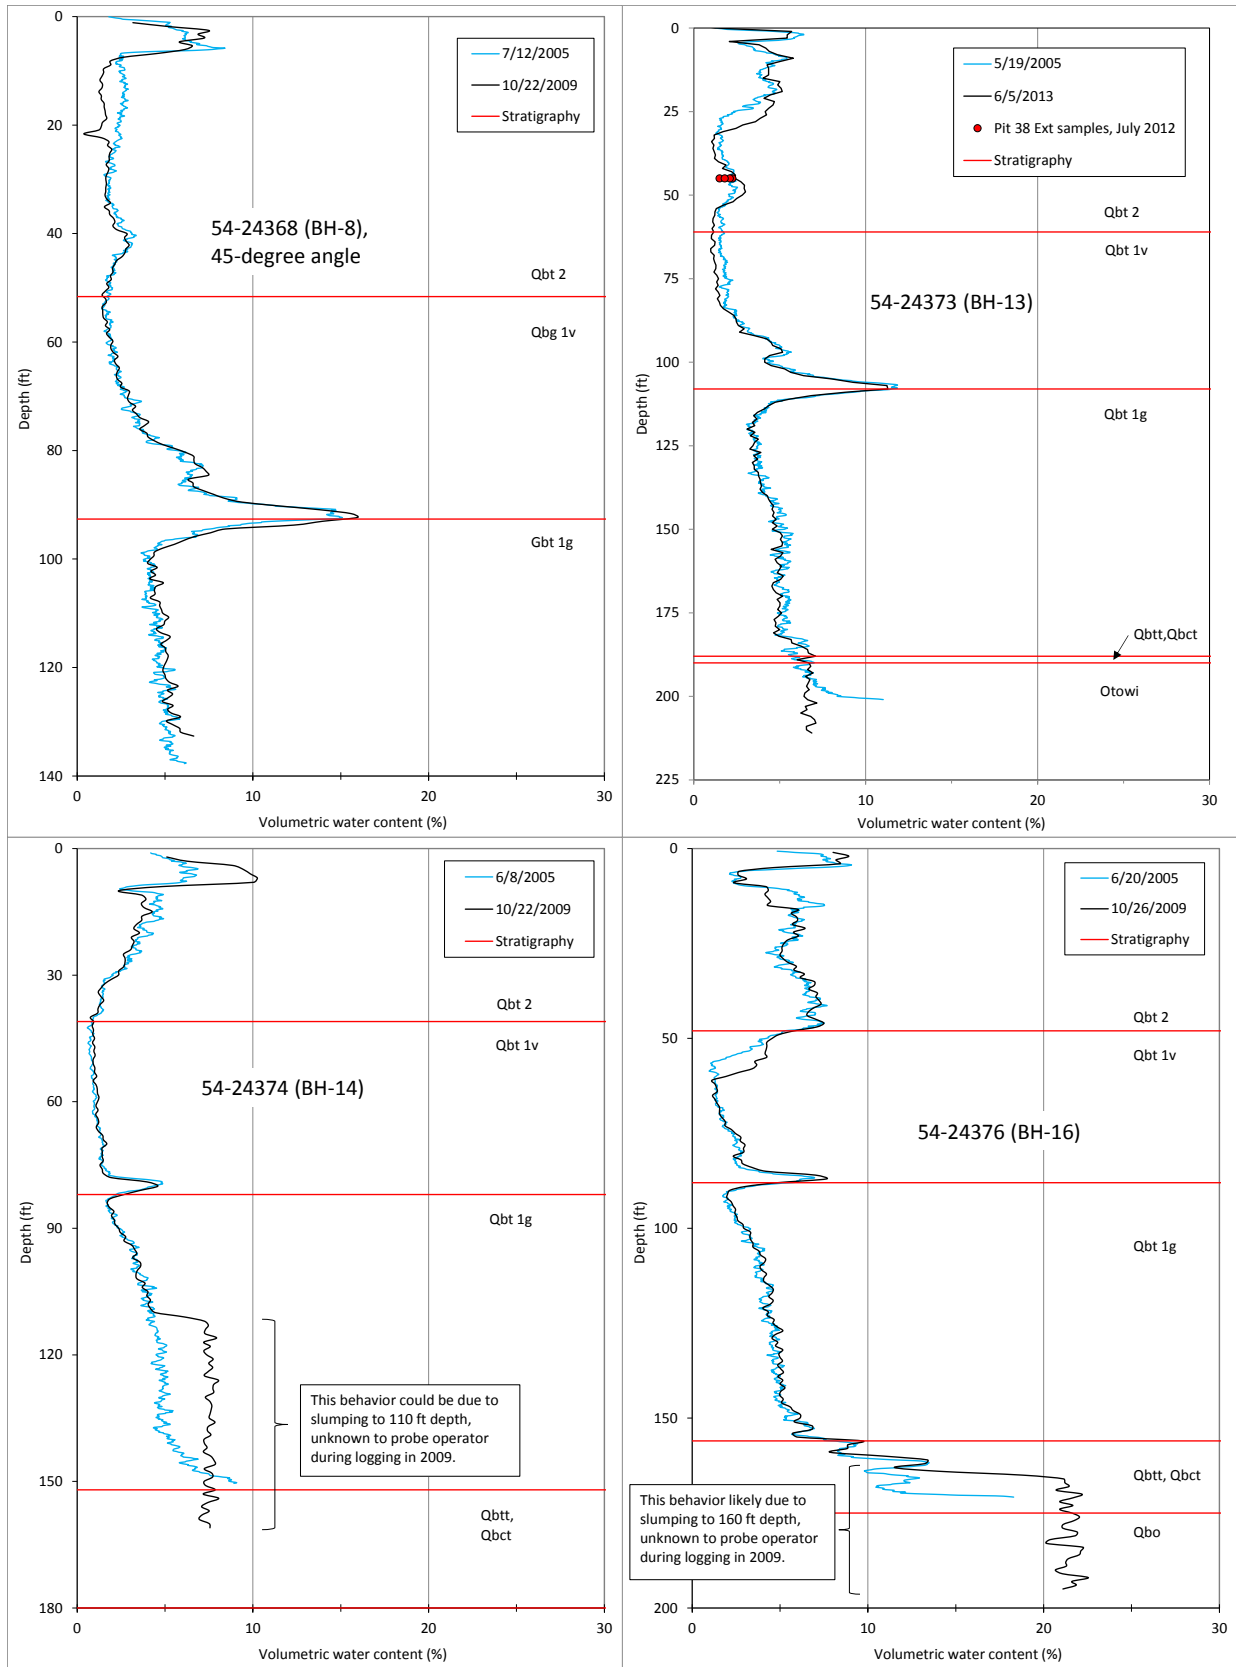 0
20
40
60
80
100
120
140
Depth (ft)
0
10
20
30
Volumetric water content (%)
7/12/2005
10/22/2009
Stratigraphy
54-24368 (BH-8),
45-degree angle
Qbt 2
Qbg 1v
Gbt 1g
0
25
50
75
100
125
150
175
200
225
Depth (ft)
0
10
20
30
Volumetric water content (%)
5/19/2005
6/5/2013
Pit 38 Ext samples, July 2012
Stratigraphy
Qbt 2
Qbt 1v
54-24373 (BH-13)
Qbt 1g
Qbtt,Qbct
Otowi
0
30
60
90
120
150
180
Depth (ft)
0
10
20
30
Volumetric water content (%)
6/8/2005
10/22/2009
Stratigraphy
Qbt 2
Qbt 1v
54-24374 (BH-14)
Qbt 1g
This behavior could be due to
slumping to 110 ft depth,
unknown to probe operator
during logging in 2009.
Qbtt,
Qbct
0
50
100
150
200
Depth (ft)
0
10
20
30
Volumetric water content (%)
6/20/2005
10/26/2009
Stratigraphy
Qbt 2
Qbt 1v
54-24376 (BH-16)
Qbt 1g
Qbtt, Qbct
This behavior likely due to
slumping to 160 ft depth,
unknown to probe operator
during logging in 2009.
Qbo